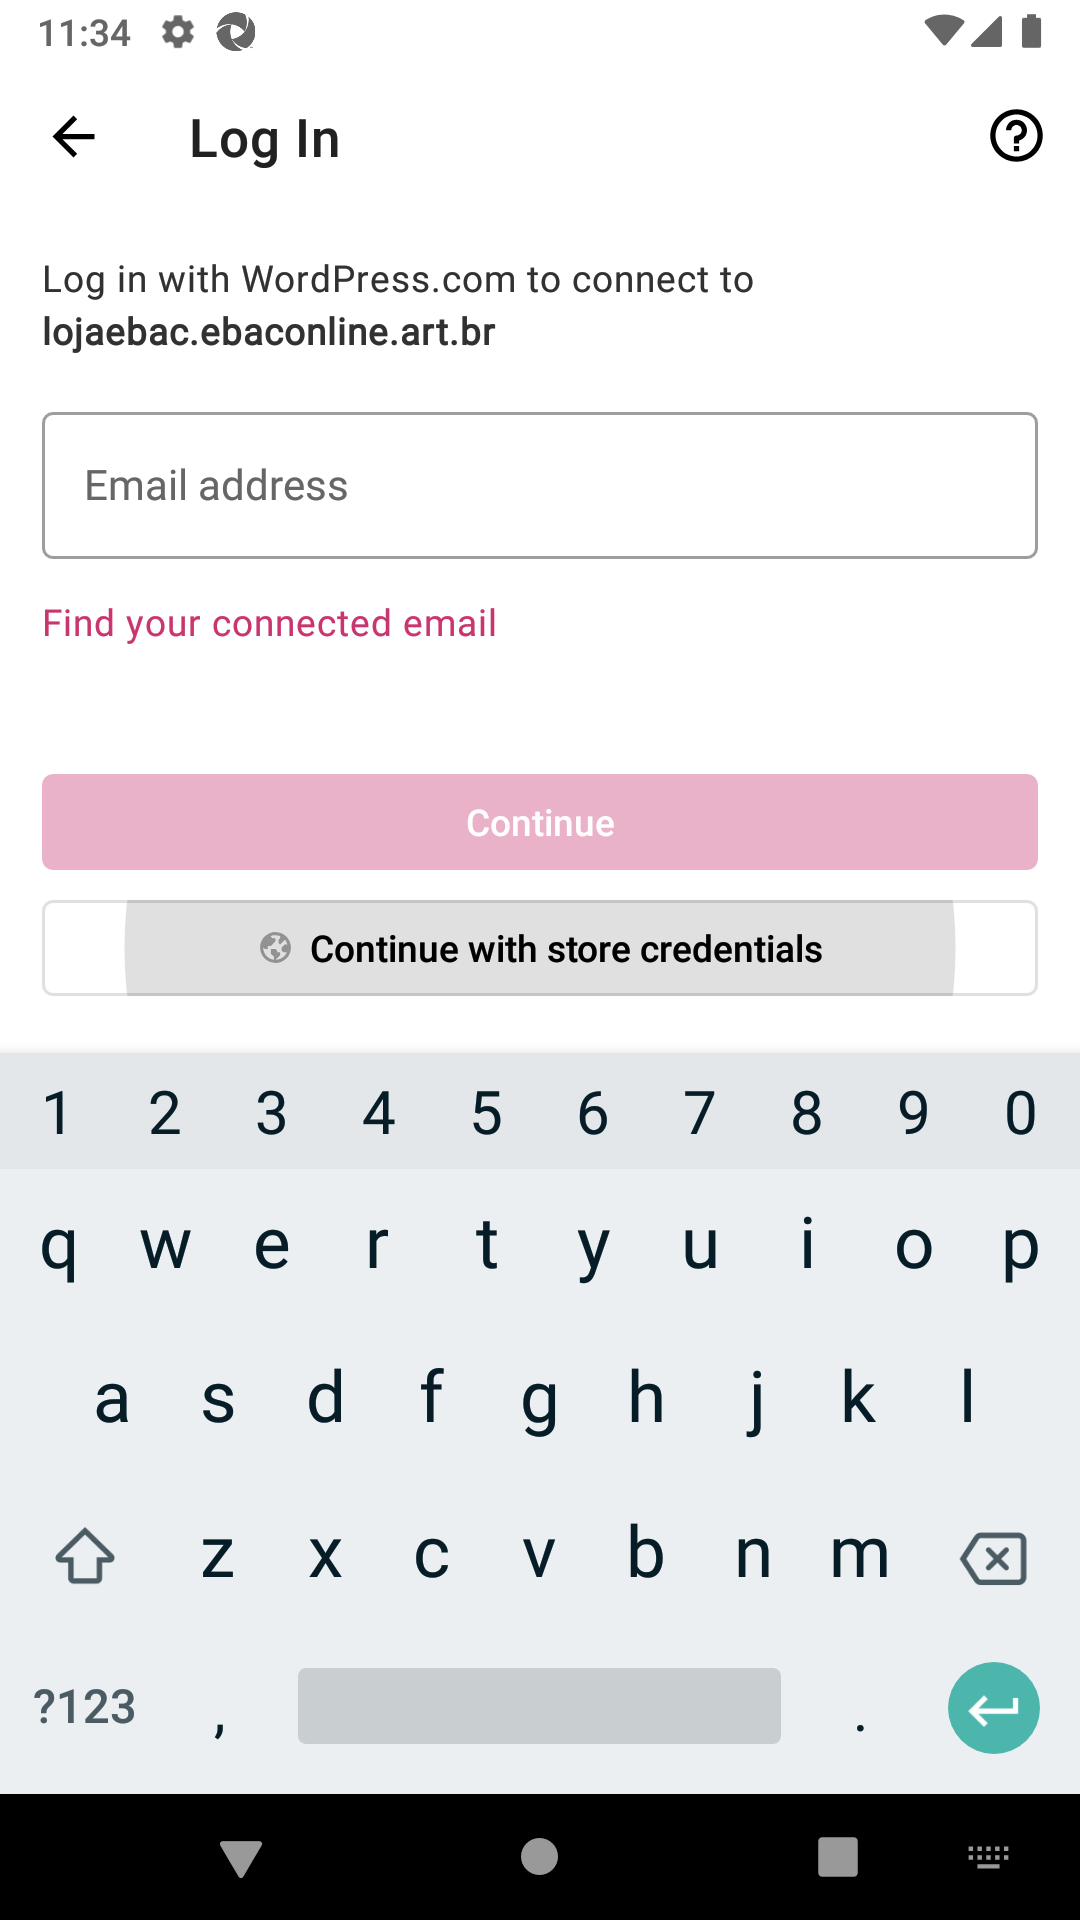 11:34
Log In
Log in with WordPress.com to connect to
lojaebac.ebaconline.art.br
Email address
Find your connected email
Continue
Continue with store credentials
1 2 3 4 5 6 7 8 9 0
q w e r t y u i o p
a s d f g h j k l
z x c v b n m
?123 , .